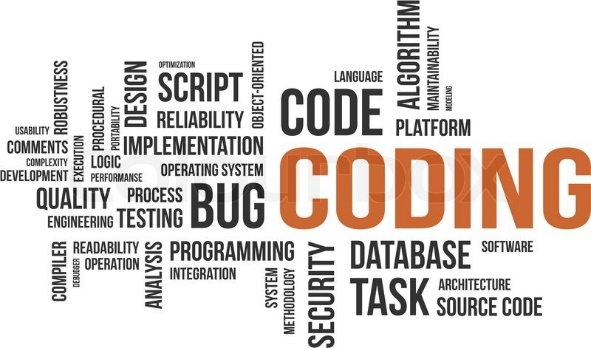 ALGORITHM
MAINTAINABILITY
MODELING
LANGUAGE
CODE
PLATFORM
OBJECT-ORIENTED
OPTIMIZATION
DESIGN
SCRIPT
RELIABILITY
ROBUSTNESS
PROCEDURAL
PORTABILITY
USABILITY
COMMENTS
COMPLEXITY
DEVELOPMENT
EXECUTION
LOGIC
PERFORMANSE
IMPLEMENTATION
OPERATING SYSTEM
CODING
QUALITY
PROCESS
BUG
ENGINEERING
TESTING
COMPILER
DEBUGGER
READABILITY
OPERATION
ANALYSIS
PROGRAMMING
INTEGRATION
SYSTEM
METHODOLOGY
SECURITY
DATABASE
SOFTWARE
TASK
ARCHITECTURE
SOURCE CODE